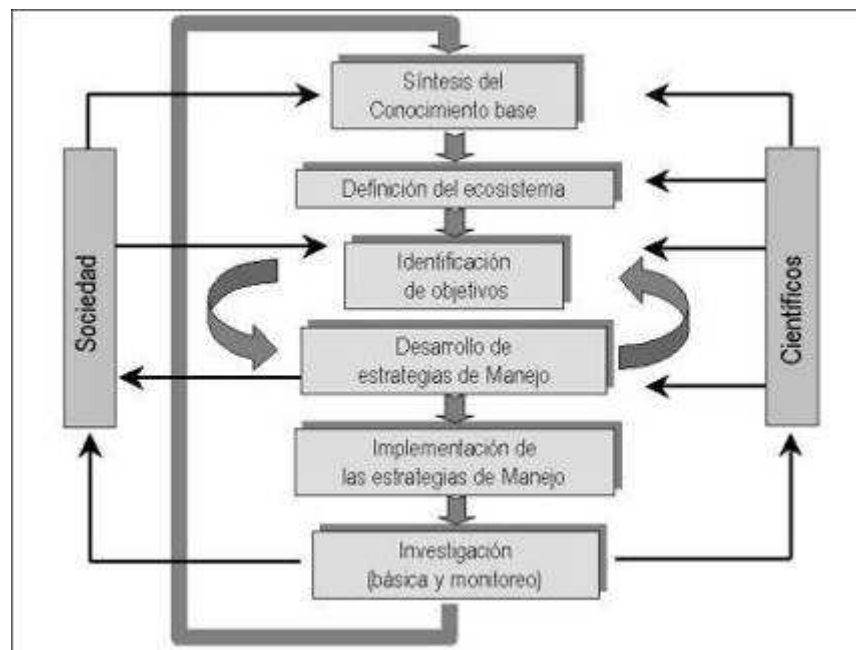 Síntesis del
Conocimiento base
Definición del ecosistema
Identificación
de objetivos
Desarrollo de
estrategias de Manejo
Implementación de
las estrategias de Manejo
Investigación
(básica y monitoreo)
Sociedad
Científicos